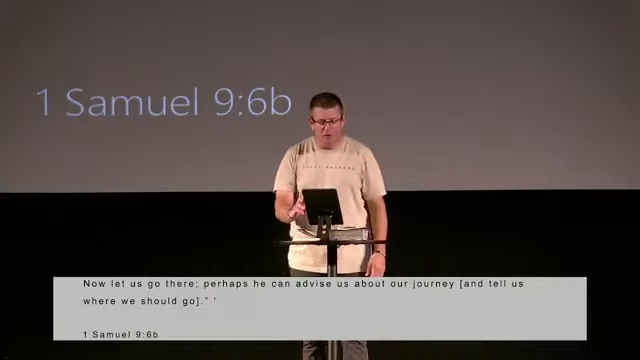 1 Samuel 9:6b
Now let us go there; perhaps he can advise us about our journey [and tell us
where we should go].” '
1 Samuel 9:6b